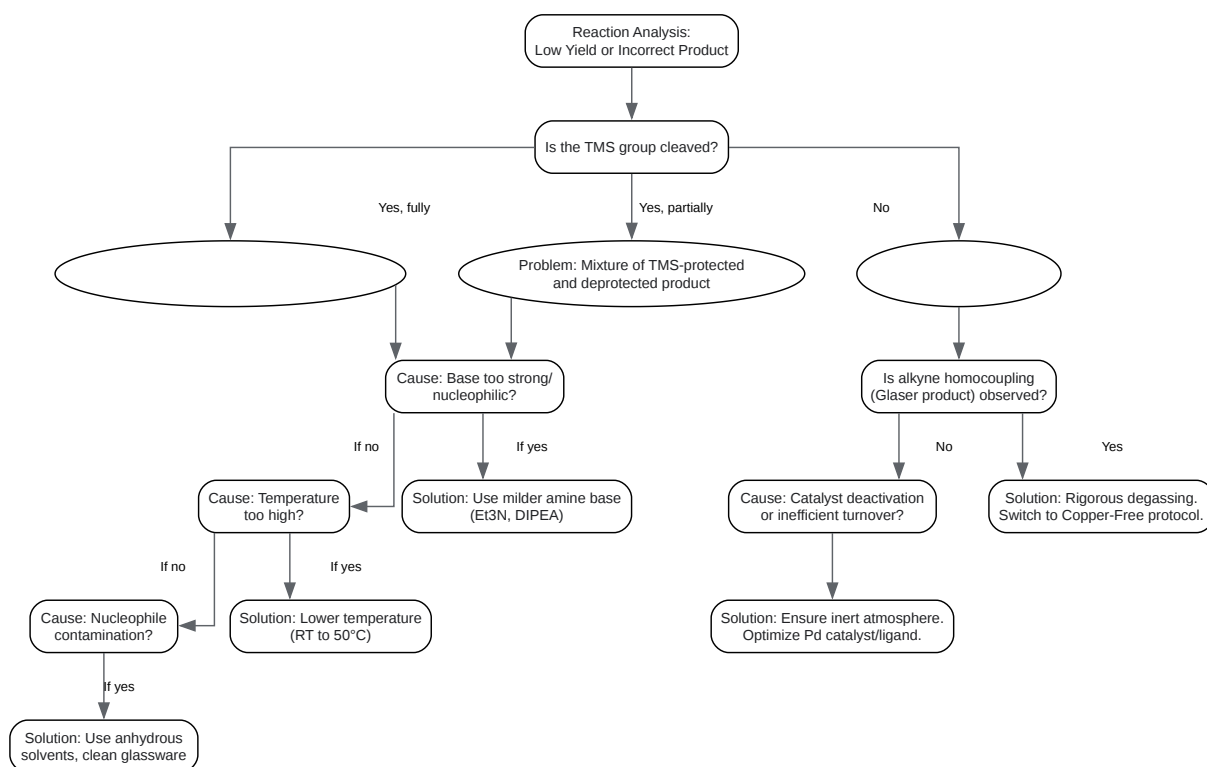 Reaction Analysis:
Low Yield or Incorrect Product
Is the TMS group cleaved?
Yes, fully
Yes, partially
No
Problem: Mixture of TMS-protected
and deprotected product
Cause: Base too strong/
nucleophilic?
Is alkyne homocoupling
(Glaser product) observed?
If no
If yes
No
Yes
Cause: Temperature
too high?
Solution: Use milder amine base
(Et3N, DIPEA)
Cause: Catalyst deactivation
or inefficient turnover?
Solution: Rigorous degassing.
Switch to Copper-Free protocol.
If no
If yes
Cause: Nucleophile
contamination?
Solution: Lower temperature
(RT to 50°C)
Solution: Ensure inert atmosphere.
Optimize Pd catalyst/ligand.
If yes
Solution: Use anhydrous
solvents, clean glassware